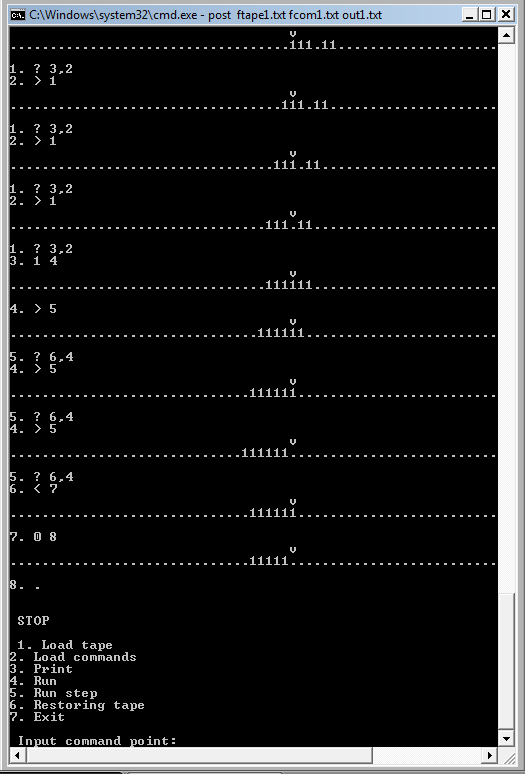 C:\Windows\system32\cmd.exe - post ftape1.txt fcom1.txt out1.txt
v
...................................111.11....................
1. ? 3,2
2. > 1
v
..................................111.11.....................
1. ? 3,2
2. > 1
v
.................................111.11......................
1. ? 3,2
2. > 1
v
................................111.11.......................
1. ? 3,2
3. 1 4
v
................................111111.......................
4. > 5
v
...............................111111........................
5. ? 6,4
4. > 5
v
..............................111111.........................
5. ? 6,4
4. > 5
v
.............................111111..........................
5. ? 6,4
6. < 7
v
..............................111111.........................
7. 0 8
v
..............................11111..........................
8. .
STOP
1. Load tape
2. Load commands
3. Print
4. Run
5. Run step
6. Restoring tape
7. Exit
Input command point: